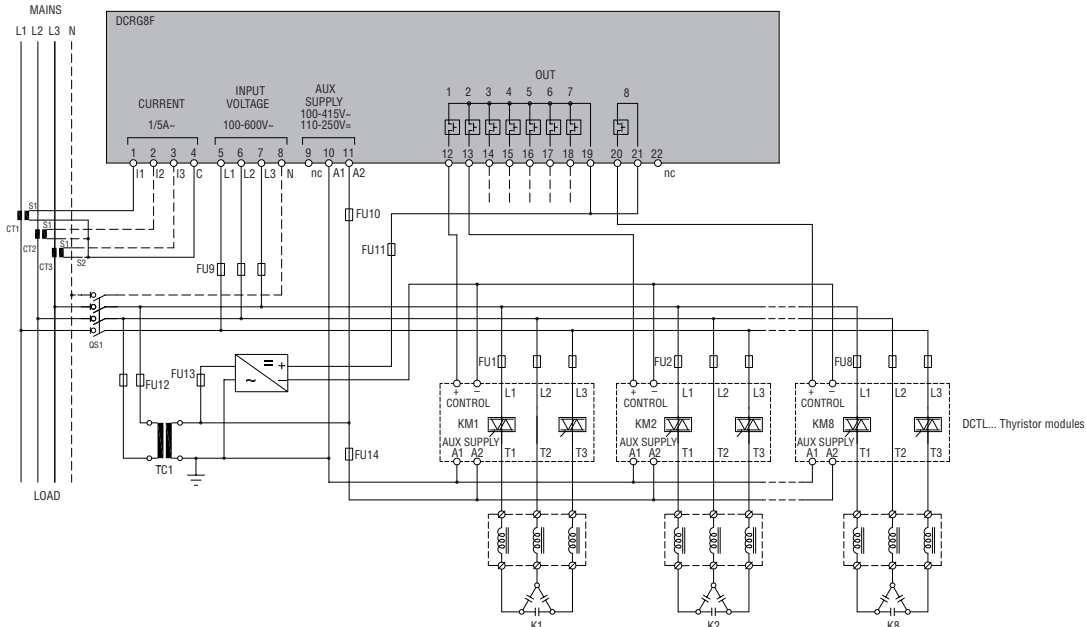 MAINS
L1 L2 L3 N
DCRG8F
CURRENT
1/5A~
INPUT
VOLTAGE
100-600V~
AUX
SUPPLY
100-415V~
110-250V=
OUT
1 2 3 4 5 6 7 8
1 2 3 4 5 6 7 8 9 10 11 12 13 14 15 16 17 18 19 20 21 22
I1 I2 I3 C L1 L2 L3 N nc A1 A2 nc
S1
CT1
S1
CT2
S1
CT3
S2
FU10
FU11
FU9
QS1
FU12
FU13
= +
~ –
FU14
TC1
LOAD
FU1 FU2 FU8
+ – L1 L2 L3 + – L1 L2 L3 + – L1 L2 L3
CONTROL CONTROL CONTROL
KM1 KM2 KM8
DCTL... Thyristor modules
AUX SUPPLY AUX SUPPLY AUX SUPPLY
A1 A2 T1 T2 T3 A1 A2 T1 T2 T3 A1 A2 T1 T2 T3
K1 K2 K8